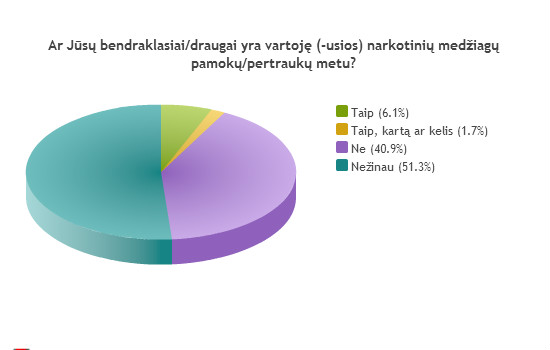 Ar Jūsų bendraklasiai/draugai yra vartoję (-usios) narkotinių medžiagų
pamokų/pertraukų metu?
Taip (6.1%)
Taip, kartą ar kelis (1.7%)
Ne (40.9%)
Nežinau (51.3%)